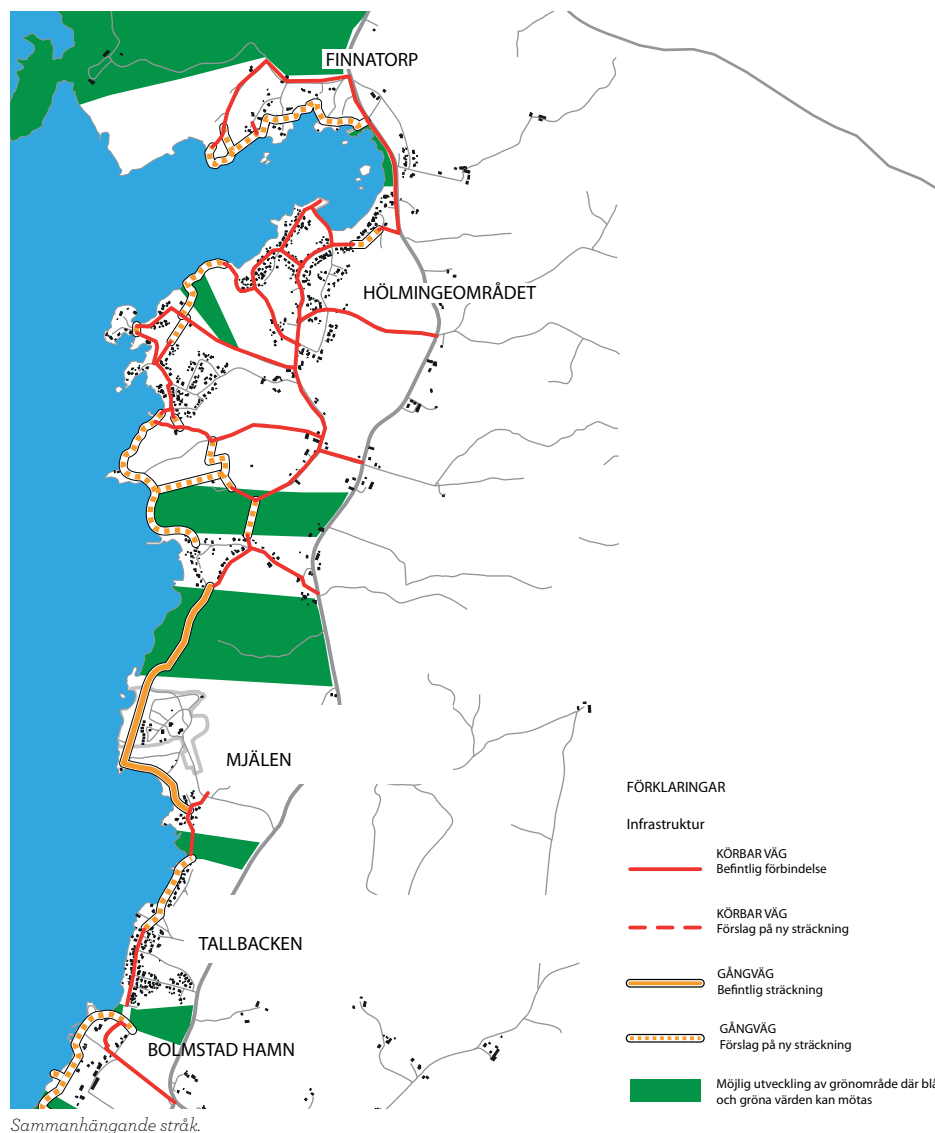 FINNATORP
HÖLMINGEOMRÅDET
MJÄLEN
TALLBACKEN
BOLMSTAD HAMN
FÖRKLARINGAR
Infrastruktur
KÖRBAR VÄG
Befintlig förbindelse
KÖRBAR VÄG
Förslag på ny sträckning
GÅNGVÄG
Befintlig sträckning
GÅNGVÄG
Förslag på ny sträckning
Möjlig utveckling av grönområde där blå
och gröna värden kan mötas
Sammanhängande stråk.